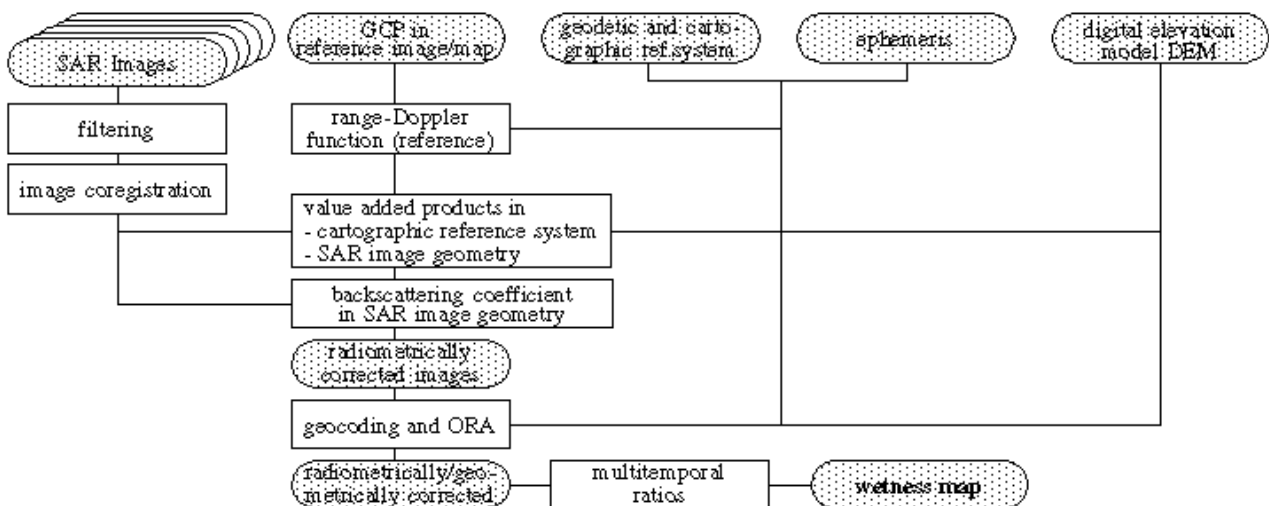 GCP in
reference image/map
geodetic and carto-
graphic ref.system
ephemeris
digital elevation
model DEM
SAR Images
filtering
range-Doppler
function (reference)
image coregistration
value added products in
- cartographic reference system
- SAR image geometry
backscattering coefficient
in SAR image geometry
radiometrically
corrected images
geocoding and ORA
radiometrically/geo-
metrically corrected
multitemporal
ratios
wetness map